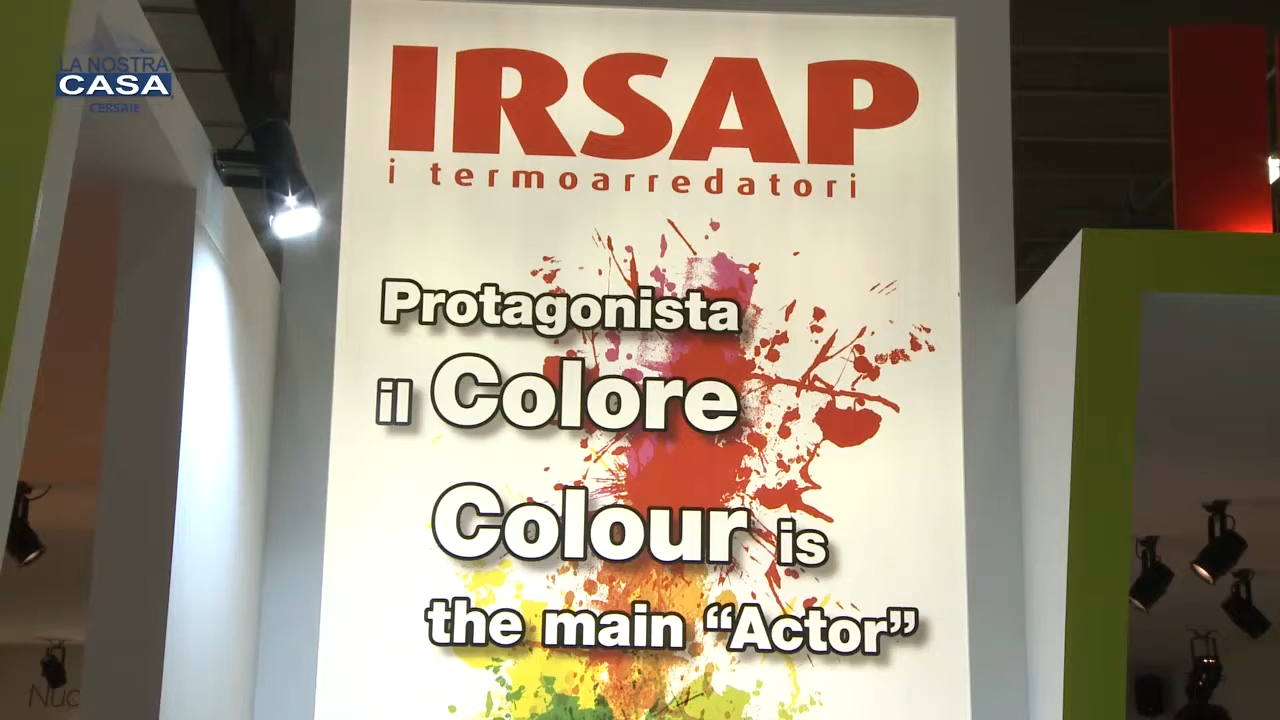 LA NOSTRA
CASA
CERSAIE
IRSAP
i termoarredatori
Protagonista
il Colore
Colour is
the main “Actor”